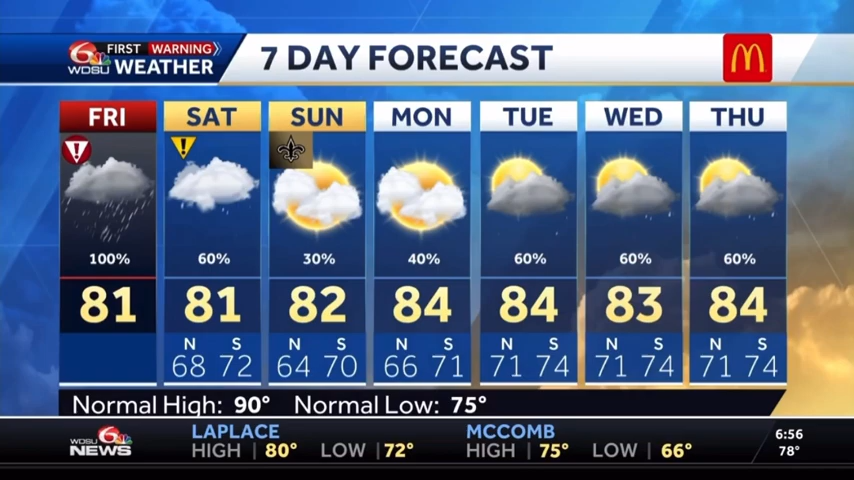 6 FIRST WARNING
WDSU WEATHER
7 DAY FORECAST
FRI SAT SUN MON TUE WED THU
! !
100% 60% 30% 40% 60% 60% 60%
81 81 82 84 84 83 84
N S N S N S N S N S N S
68 72 64 70 66 71 71 74 71 74 71 74
Normal High: 90° Normal Low: 75°
WDSU 6 NEWS
LAPLACE
HIGH | 80° LOW | 72°
MCCOMB
HIGH | 75° LOW | 66°
6:56
78°